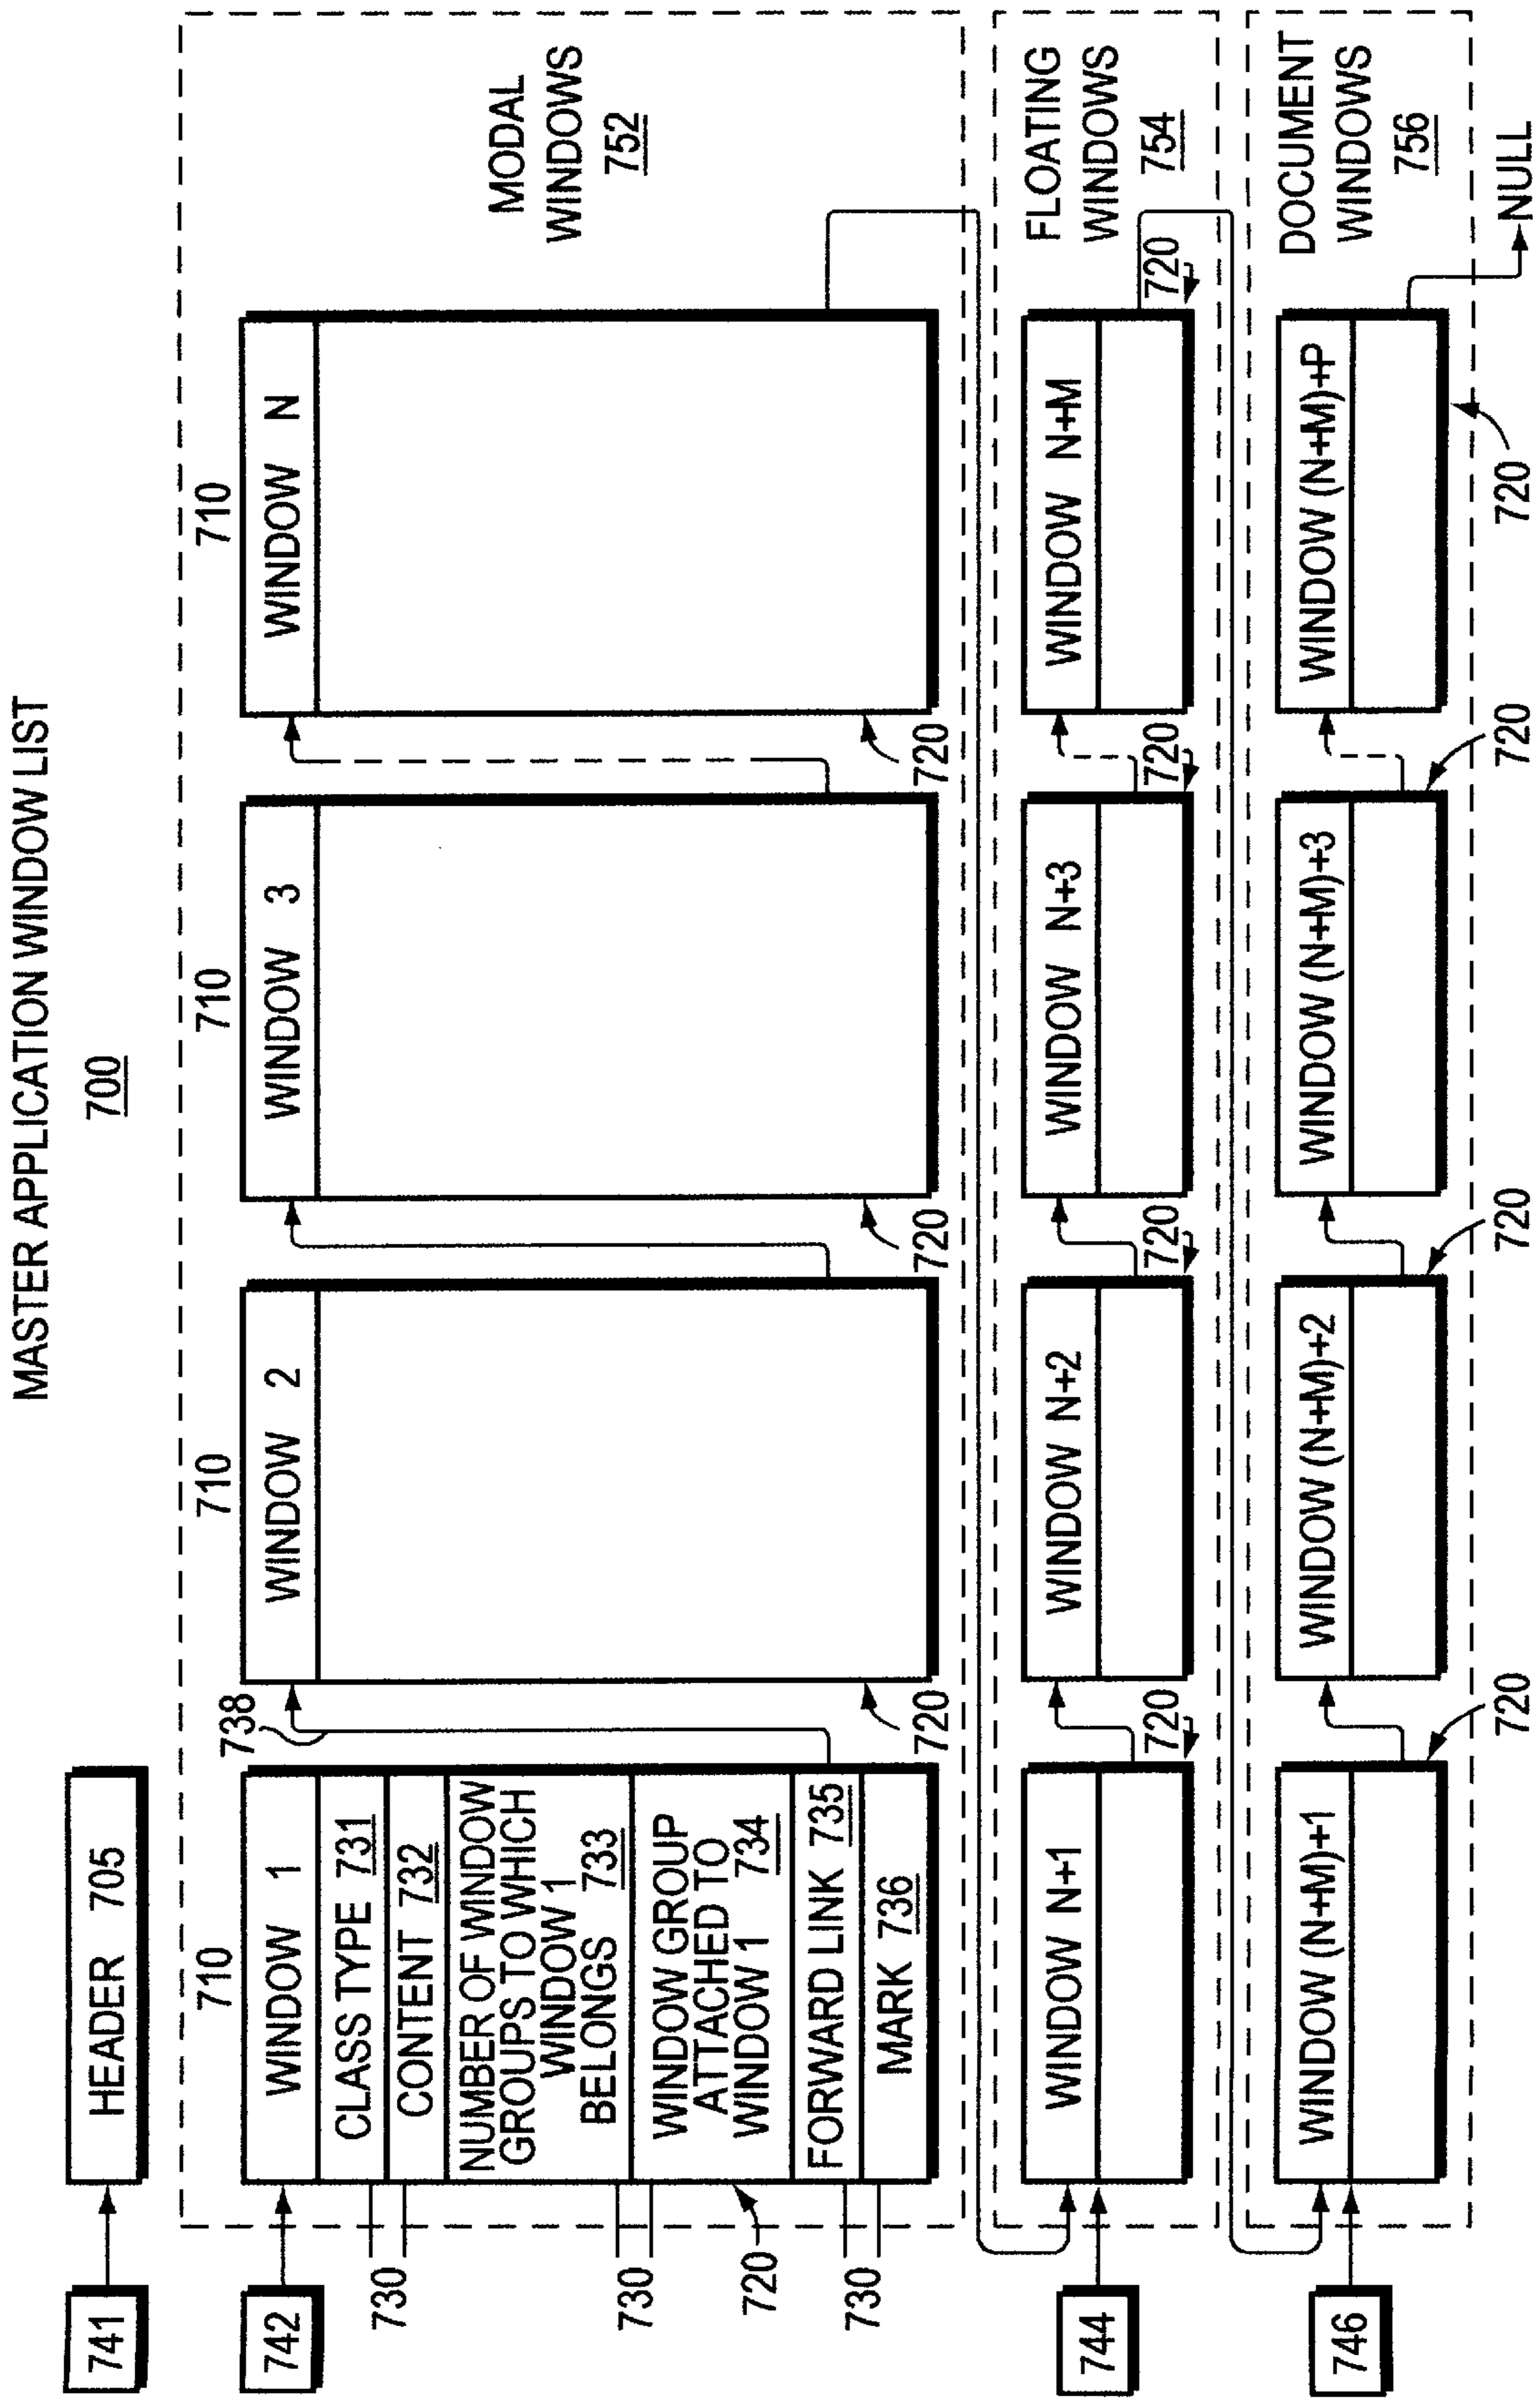 MASTER APPLICATION WINDOW LIST
700
741
HEADER 705
710
710
710
710
742
WINDOW 1
CLASS TYPE 731
CONTENT 732
NUMBER OF WINDOW
GROUPS TO WHICH
WINDOW 1
BELONGS 733
WINDOW GROUP
ATTACHED TO
WINDOW 1 734
FORWARD LINK 735
MARK 736
730
730
720
730
738
WINDOW 2
720
WINDOW 3
720
WINDOW N
720
MODAL
WINDOWS
752
744
WINDOW N+1
720
WINDOW N+2
720
WINDOW N+3
720
WINDOW N+M
720
FLOATING
WINDOWS
754
746
WINDOW (N+M)+1
720
WINDOW (N+M)+2
720
WINDOW (N+M)+3
720
WINDOW (N+M)+P
720
DOCUMENT
WINDOWS
756
NULL